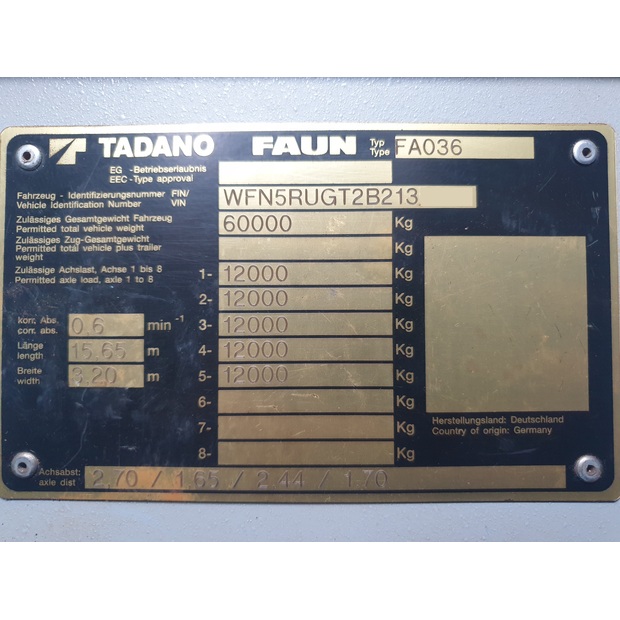 TADANO FAUN Typ Type FA036
EG - Betriebserlaubnis
EEC - Type approval
Fahrzeug - Identifizierungsnummer FIN/
Vehicle Identification Number VIN
WFN5RUGT2B213
Zulässiges Gesamtgewicht Fahrzeug
Permitted total vehicle weight
60000 Kg
Zulässiges Zug-Gesamtgewicht
Permitted total vehicle plus trailer
weight
Kg
Zulässige Achslast, Achse 1 bis 8
Permitted axle load, axle 1 to 8
1- 12000 Kg
2- 12000 Kg
3- 12000 Kg
4- 12000 Kg
5- 12000 Kg
6- Kg
7- Kg
8- Kg
korr. Abs.
corr. abs.
0.6 min-1
Länge
length
15.65 m
Breite
width
3.20 m
Herstellungsland: Deutschland
Country of origin: Germany
Achsabst:
axle dist
2.70 / 1.65 / 2.44 / 1.70